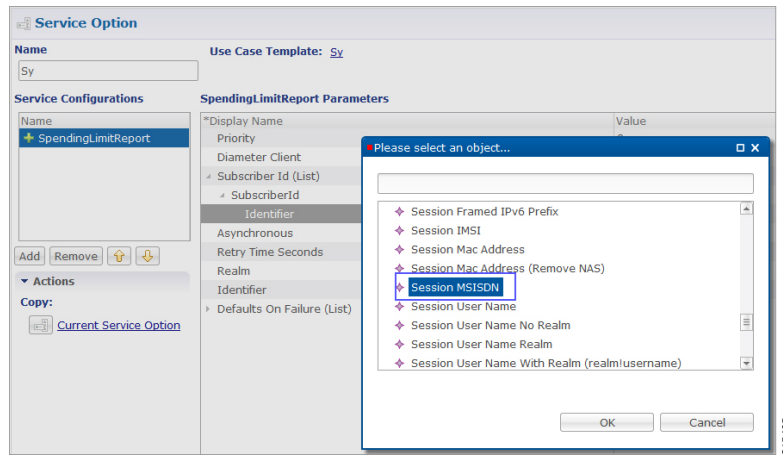 Service Option
Name
Use Case Template: Sy
Sy
Service Configurations
SpendingLimitReport Parameters
Name
*Display Name
Value
SpendingLimitReport
Priority
Diameter Client
Subscriber Id (List)
SubscriberId
Identifier
Asynchronous
Retry Time Seconds
Realm
Identifier
Defaults On Failure (List)
Add
Remove
Actions
Copy:
Current Service Option
Please select an object...
Session Framed IPv6 Prefix
Session IMSI
Session Mac Address
Session Mac Address (Remove NAS)
Session MSISDN
Session User Name
Session User Name No Realm
Session User Name Realm
Session User Name With Realm (realm!username)
OK
Cancel